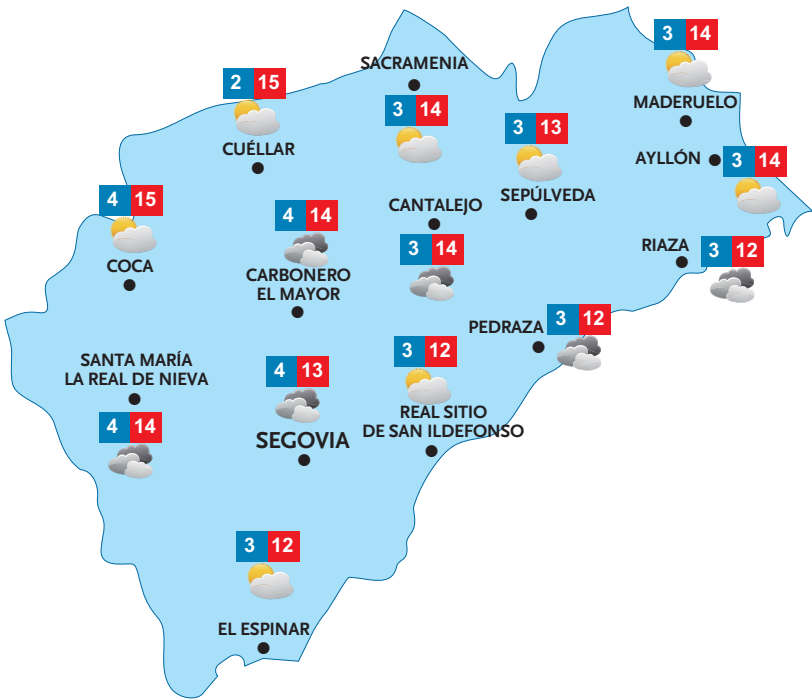 3 14
MADERUELO
SACRAMENIA
3 14
2 15
CUÉLLAR
3 13
SEPÚLVEDA
AYLLÓN
3 14
4 15
COCA
4 14
CARBONERO
EL MAYOR
CANTALEJO
3 14
RIAZA
3 12
PEDRAZA
3 12
SANTA MARÍA
LA REAL DE NIEVA
4 14
4 13
SEGOVIA
3 12
REAL SITIO
DE SAN ILDEFONSO
3 12
EL ESPINAR